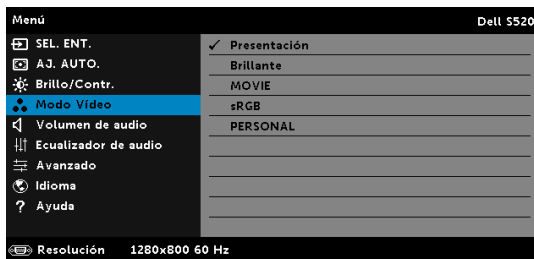 Menú Dell S520
SEL. ENT.
AJ. AUTO.
Brillo/Contr.
Modo Vídeo
Volumen de audio
Ecualizador de audio
Avanzado
Idioma
? Ayuda
✓ Presentación
Brillante
MOVIE
sRGB
PERSONAL
Resolución 1280x800 60 Hz